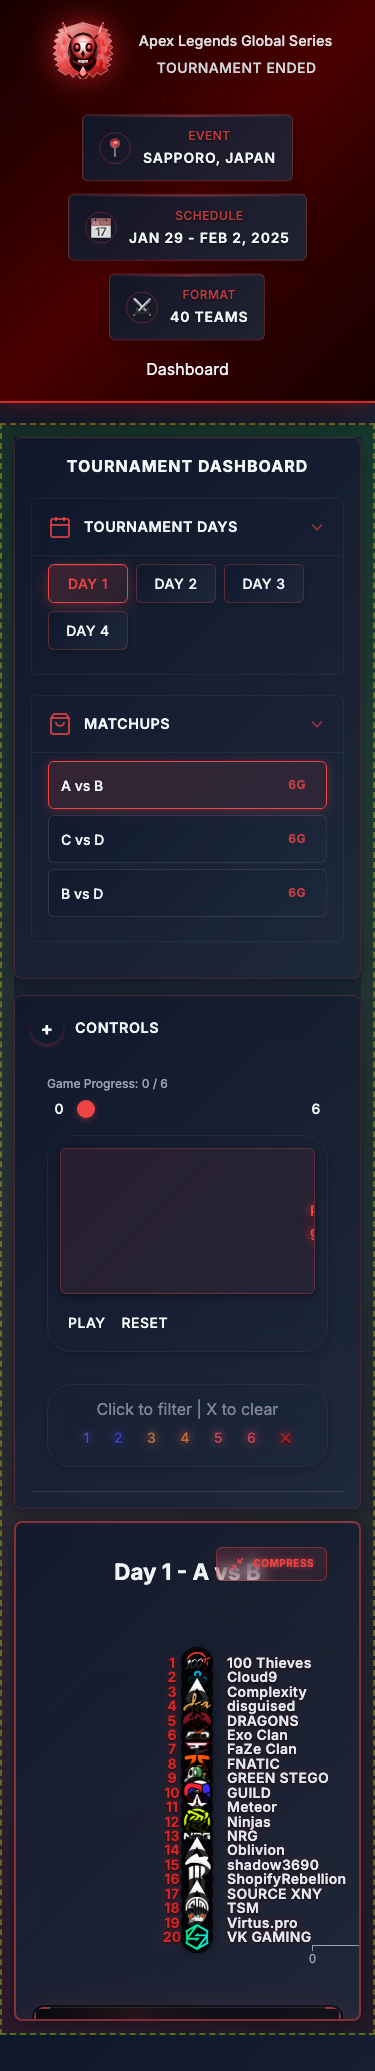 Apex Legends Global Series
TOURNAMENT ENDED
EVENT
SAPPORO, JAPAN
17
SCHEDULE
JAN 29 - FEB 2, 2025
FORMAT
40 TEAMS
Dashboard
TOURNAMENT DASHBOARD
TOURNAMENT DAYS
DAY 1 DAY 2 DAY 3
DAY 4
MATCHUPS
A vs B 6G
C vs D 6G
B vs D 6G
+ CONTROLS
Game Progress: 0 / 6
0 6
PLAY RESET
Click to filter | X to clear
1 2 3 4 5 6 X
Day 1 - A vs B
COMPRESS
1 100 Thieves
2 Cloud9
3 Complexity
4 disguised
5 DRAGONS
6 Exo Clan
7 FaZe Clan
8 FNATIC
9 GREEN STEGO
10 GUILD
11 Meteor
12 Ninjas
13 NRG
14 Oblivion
15 shadow3690
16 ShopifyRebellion
17 SOURCE XNY
18 TSM
19 Virtus.pro
20 VK GAMING
0